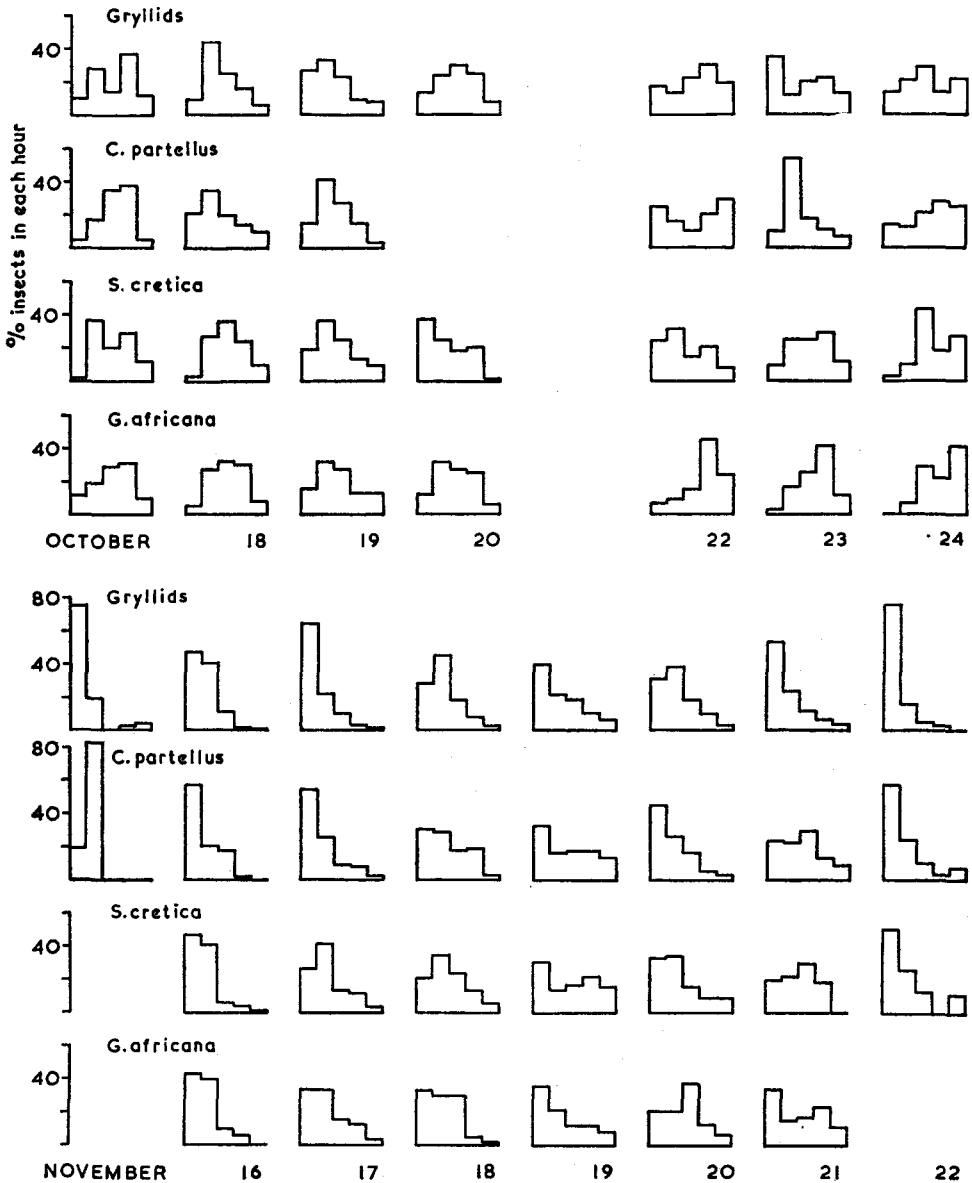 Gryllids
40
C. partellus
40
% insects in each hour
S. cretica
40
G. africana
40
OCTOBER 18 19 20 22 23 24
Gryllids
80
40
C. partellus
80
40
S. cretica
40
G. africana
40
NOVEMBER 16 17 18 19 20 21 22